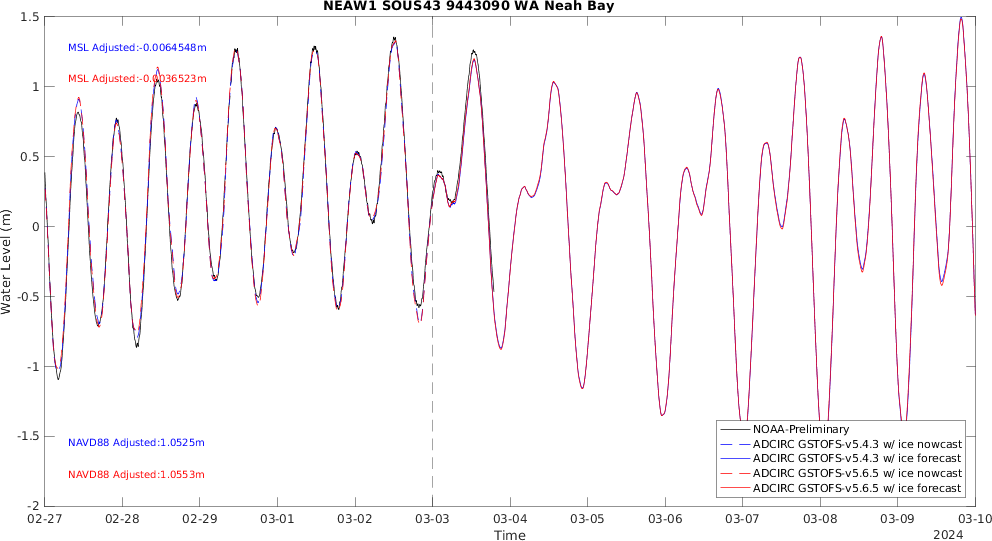 NEAW1 SOUS43 9443090 WA Neah Bay
MSL Adjusted:-0.0064548m
MSL Adjusted:-0.0036523m
NAVD88 Adjusted:1.0525m
NAVD88 Adjusted:1.0553m
Water Level (m)
1.5
1
0.5
0
-0.5
-1
-1.5
-2
NOAA-Preliminary
ADCIRC GSTOFS-v5.4.3 w/ ice nowcast
ADCIRC GSTOFS-v5.4.3 w/ ice forecast
ADCIRC GSTOFS-v5.6.5 w/ ice nowcast
ADCIRC GSTOFS-v5.6.5 w/ ice forecast
02-27 02-28 02-29 03-01 03-02 03-03 03-04 03-05 03-06 03-07 03-08 03-09 03-10
Time
2024